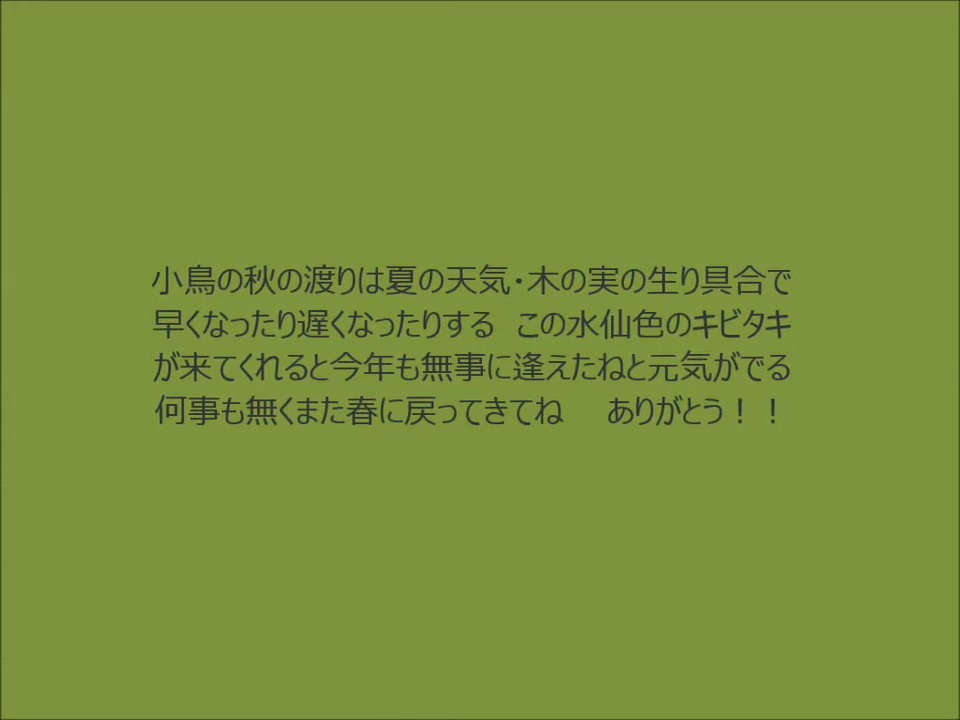 小鳥の秋の渡りは夏の天気・木の実の生り具合で
早くなったり遅くなったりする　この水仙色のキビタキ
が来てくれると今年も無事に逢えたねと元気がでる
何事も無くまた春に戻ってきてね　　ありがとう！！